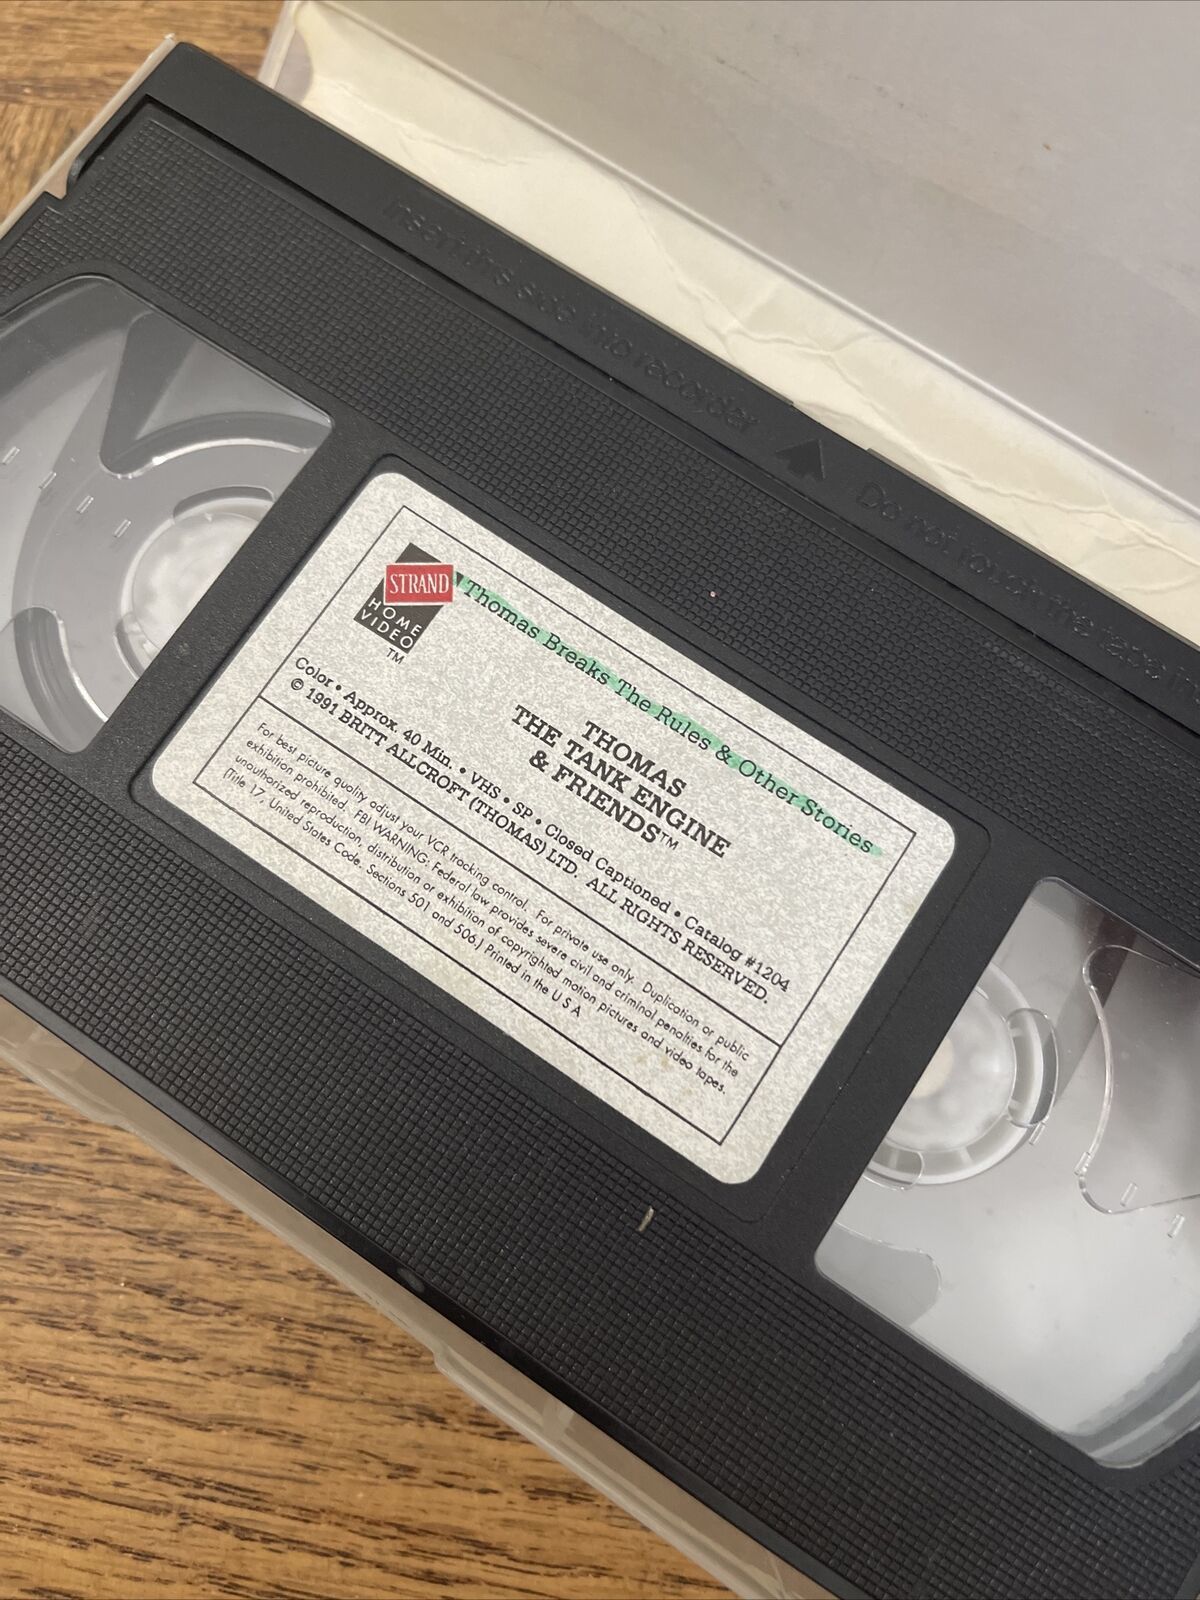 Insert this side into recorder
Do not touch the tape in
STRAND
HOME
VIDEO
TM
Thomas Breaks The Rules & Other Stories
THOMAS
THE TANK ENGINE
& FRIENDS™
Color • Approx. 40 Min. • VHS • SP • Closed Captioned • Catalog #1204
© 1991 BRITT ALLCROFT (THOMAS) LTD. ALL RIGHTS RESERVED.
For best picture quality adjust your VCR tracking control. For private use only. Duplication or public
exhibition prohibited. FBI WARNING: Federal law provides severe civil and criminal penalties for the
unauthorized reproduction, distribution or exhibition of copyrighted motion pictures and video tapes.
(Title 17, United States Code, Sections 501 and 506.) Printed in the U S A